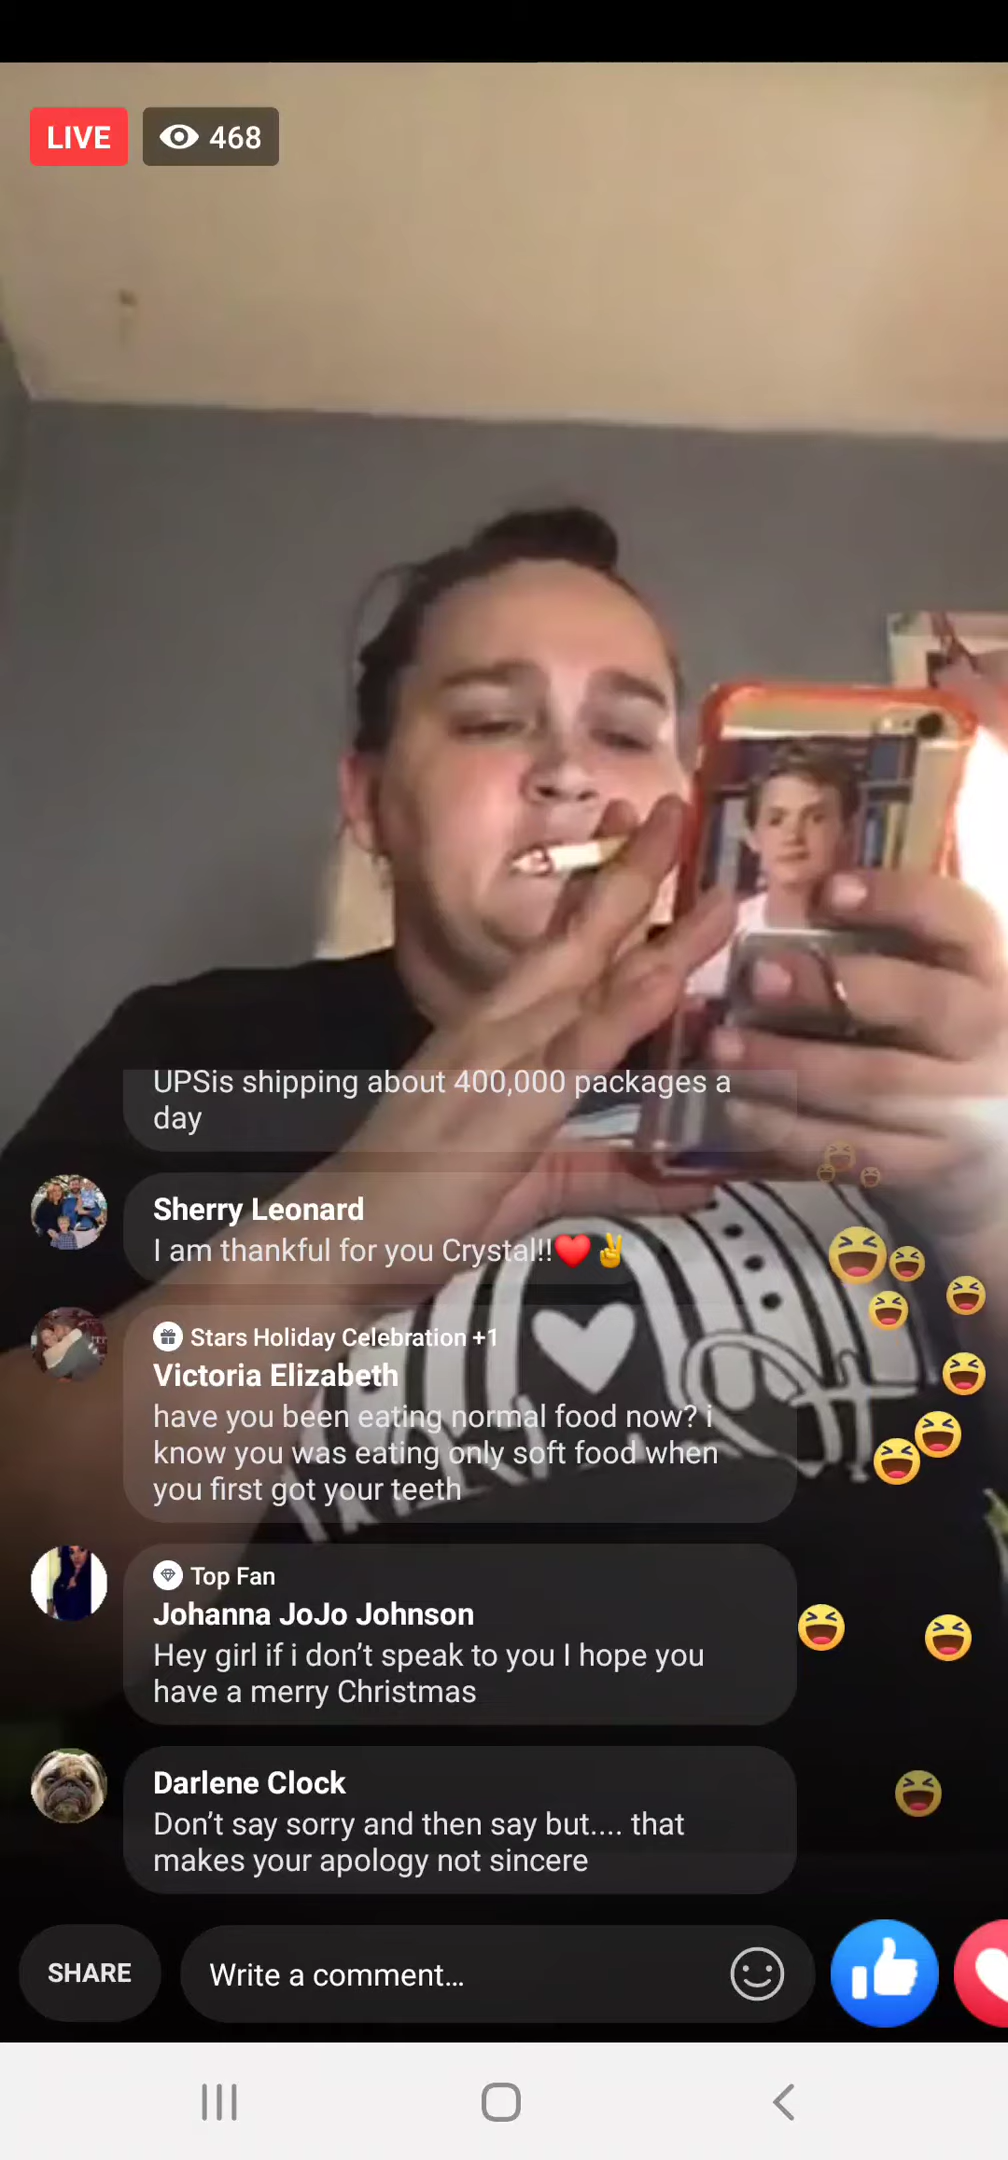 LIVE 468
UPSis shipping about 400,000 packages a
day
Sherry Leonard
I am thankful for you Crystal!!❤️✌️
Stars Holiday Celebration +1
Victoria Elizabeth
have you been eating normal food now? i
know you was eating only soft food when
you first got your teeth
Top Fan
Johanna JoJo Johnson
Hey girl if i don’t speak to you I hope you
have a merry Christmas
Darlene Clock
Don’t say sorry and then say but.... that
makes your apology not sincere
SHARE Write a comment...